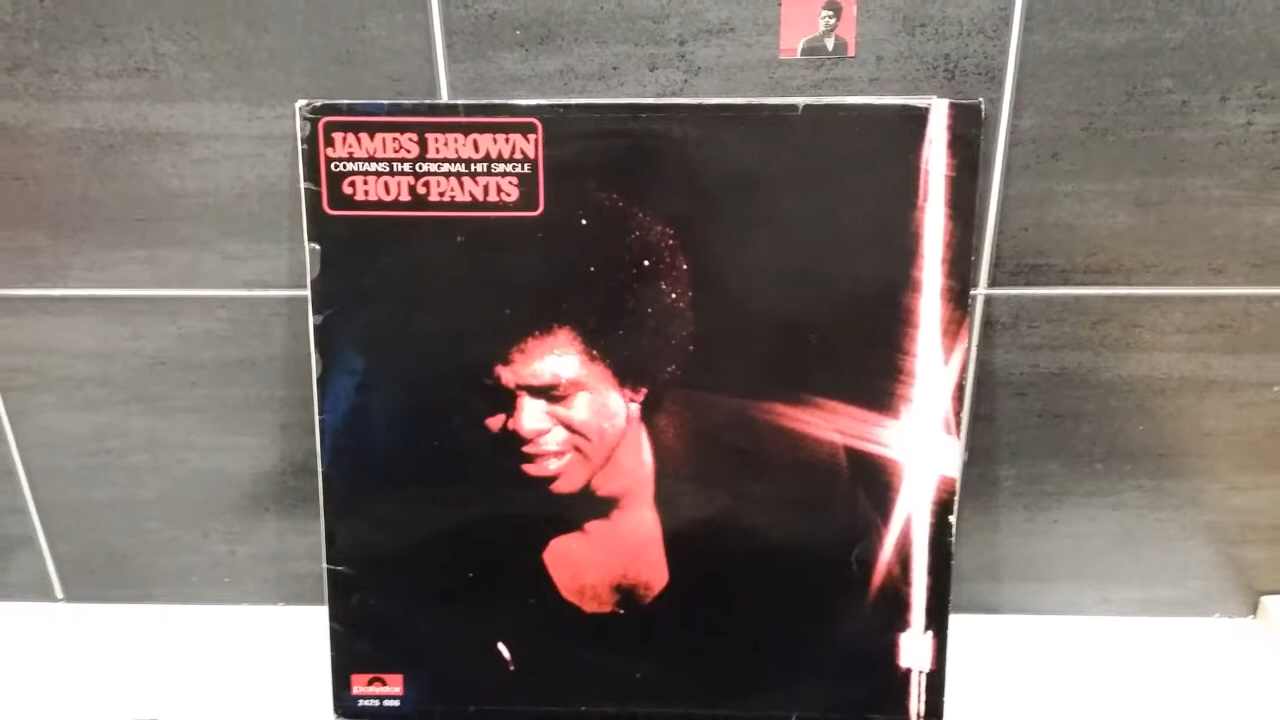 JAMES BROWN
CONTAINS THE ORIGINAL HIT SINGLE
HOT PANTS
polydor
2425 086